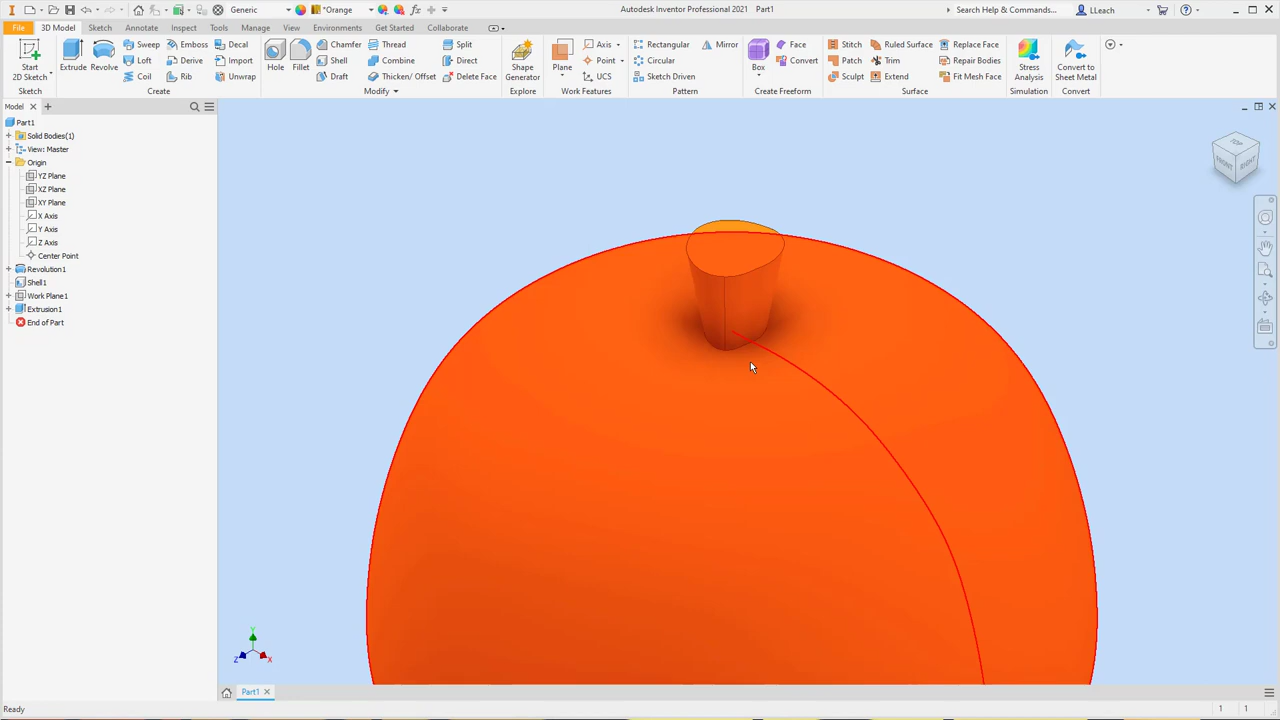 Generic
*Orange
fx
Autodesk Inventor Professional 2021 Part1
Search Help & Commands...
LLeach
File 3D Model Sketch Annotate Inspect Tools Manage View Environments Get Started Collaborate
Start
2D Sketch
Sketch
Extrude
Revolve
Sweep
Loft
Coil
Emboss
Derive
Rib
Decal
Import
Unwrap
Create
Hole
Fillet
Chamfer
Shell
Draft
Thread
Combine
Thicken/ Offset
Split
Direct
Delete Face
Modify
Shape
Generator
Explore
Plane
Axis
Point
UCS
Work Features
Rectangular
Circular
Sketch Driven
Mirror
Pattern
Box
Face
Convert
Create Freeform
Stitch
Patch
Sculpt
Ruled Surface
Trim
Extend
Replace Face
Repair Bodies
Fit Mesh Face
Surface
Stress
Analysis
Simulation
Convert to
Sheet Metal
Convert
Model
Part1
Solid Bodies(1)
View: Master
Origin
YZ Plane
XZ Plane
XY Plane
X Axis
Y Axis
Z Axis
Center Point
Revolution1
Shell1
Work Plane1
Extrusion1
End of Part
TOP
FRONT
RIGHT
Y
Z
X
Part1
Ready
1 1